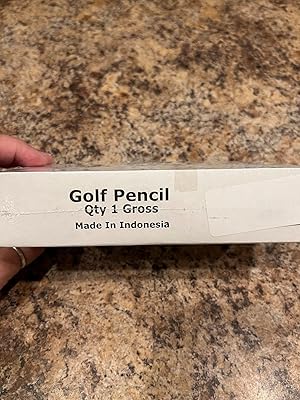 Golf Pencil
Qty 1 Gross
Made In Indonesia